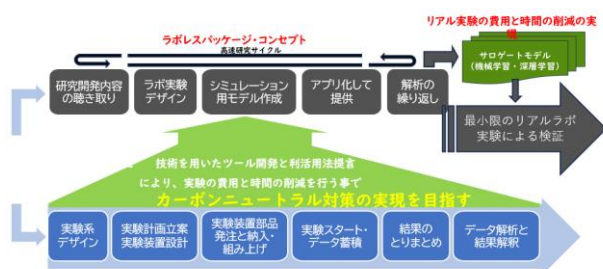 ラボレスパッケージ・コンセプト
高速研究サイクル
リアル実験の費用と時間の削減の実
現
サロゲートモデル
(機械学習・深層学習)
研究開発内容
の聴き取り
ラボ実験
デザイン
シミュレーション
用モデル作成
アプリ化して
提供
解析の
繰り返し
最小限のリアルラボ
実験による検証
技術を用いたツール開発と利活用法提言
により、実験の費用と時間の削減を行う事で
カーボンニュートラル対策の実現を目指す
実験系
デザイン
実験計画立案
実験装置設計
実験装置部品
発注と納入・
組み上げ
実験スタート・
データ蓄積
結果の
とりまとめ
データ解析と
結果解釈